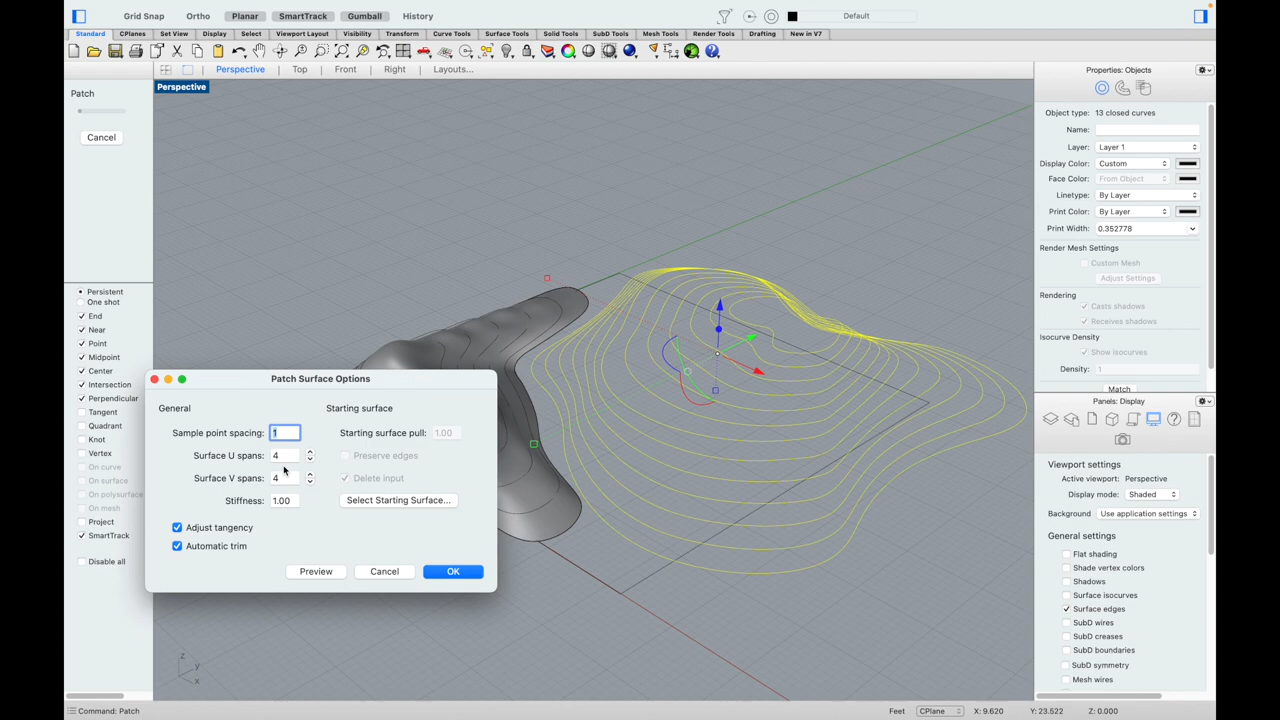 Grid Snap Ortho Planar SmartTrack Gumball History Default
Standard CPlanes Set View Display Select Viewport Layout Visibility Transform Curve Tools Surface Tools Solid Tools SubD Tools Mesh Tools Render Tools Drafting New in V7
Perspective Top Front Right Layouts...
Perspective
Patch
Cancel
Persistent
One shot
End
Near
Point
Midpoint
Center
Intersection
Perpendicular
Tangent
Quadrant
Knot
Vertex
On curve
On surface
On polysurface
On mesh
Project
SmartTrack
Disable all
Patch Surface Options
General
Sample point spacing: 1
Surface U spans: 4
Surface V spans: 4
Stiffness: 1.00
Adjust tangency
Automatic trim
Starting surface
Starting surface pull: 1.00
Preserve edges
Delete input
Select Starting Surface...
Preview Cancel OK
z
y
x
Properties: Objects
Object type: 13 closed curves
Name:
Layer: Layer 1
Display Color: Custom
Face Color: From Object
Linetype: By Layer
Print Color: By Layer
Print Width: 0.352778
Render Mesh Settings
Custom Mesh
Adjust Settings
Rendering
Casts shadows
Receives shadows
Isocurve Density
Show isocurves
Density: 1
Match
Panels: Display
Viewport settings
Active viewport: Perspective
Display mode: Shaded
Background Use application settings
General settings
Flat shading
Shade vertex colors
Shadows
Surface isocurves
Surface edges
SubD wires
SubD creases
SubD boundaries
SubD symmetry
Mesh wires
Command: Patch Feet CPlane X: 9.620 Y: 23.522 Z: 0.000